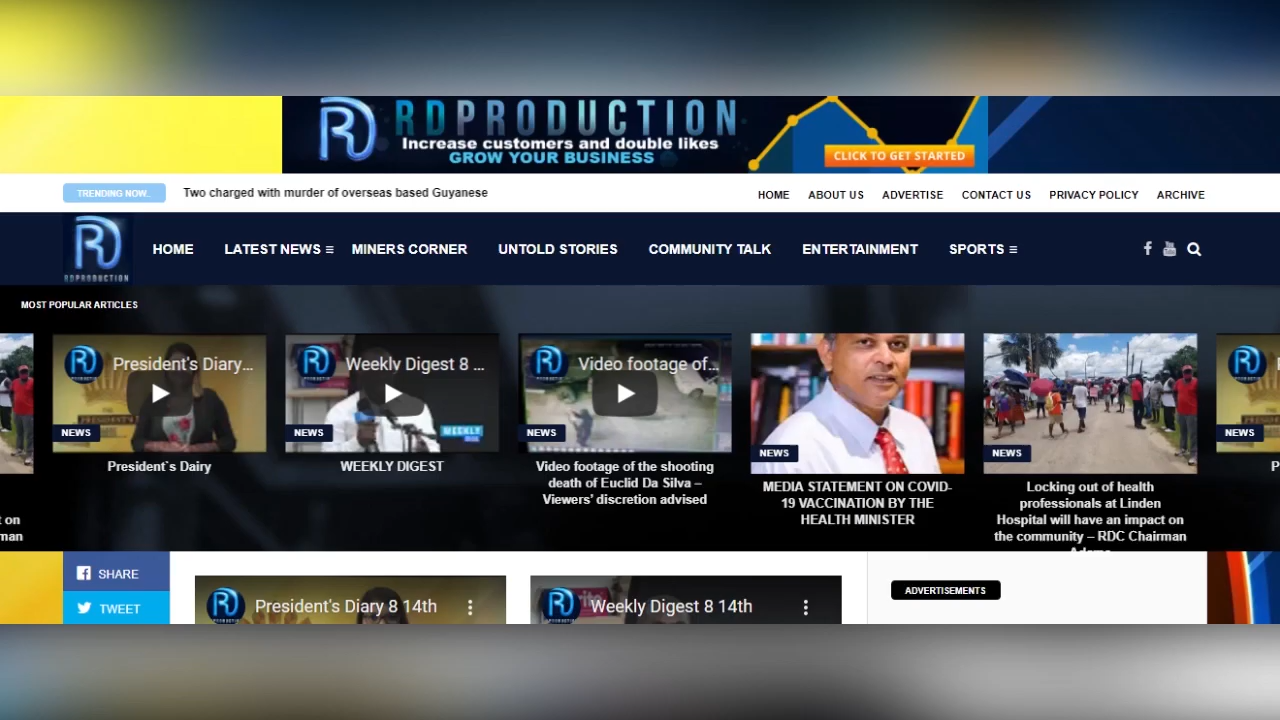 RDPRODUCTION
Increase customers and double likes
GROW YOUR BUSINESS
CLICK TO GET STARTED
TRENDING NOW..
Two charged with murder of overseas based Guyanese
HOME ABOUT US ADVERTISE CONTACT US PRIVACY POLICY ARCHIVE
RDPRODUCTION
HOME LATEST NEWS ≡ MINERS CORNER UNTOLD STORIES COMMUNITY TALK ENTERTAINMENT SPORTS ≡
MOST POPULAR ARTICLES
President's Diary...
NEWS
President`s Dairy
Weekly Digest 8 ...
WEEKLY
NEWS
WEEKLY DIGEST
Video footage of...
NEWS
Video footage of the shooting
death of Euclid Da Silva –
Viewers' discretion advised
NEWS
MEDIA STATEMENT ON COVID-
19 VACCINATION BY THE
HEALTH MINISTER
NEWS
Locking out of health
professionals at Linden
Hospital will have an impact on
the community – RDC Chairman
NEWS
on
SHARE
TWEET
President's Diary 8 14th
Weekly Digest 8 14th
ADVERTISEMENTS